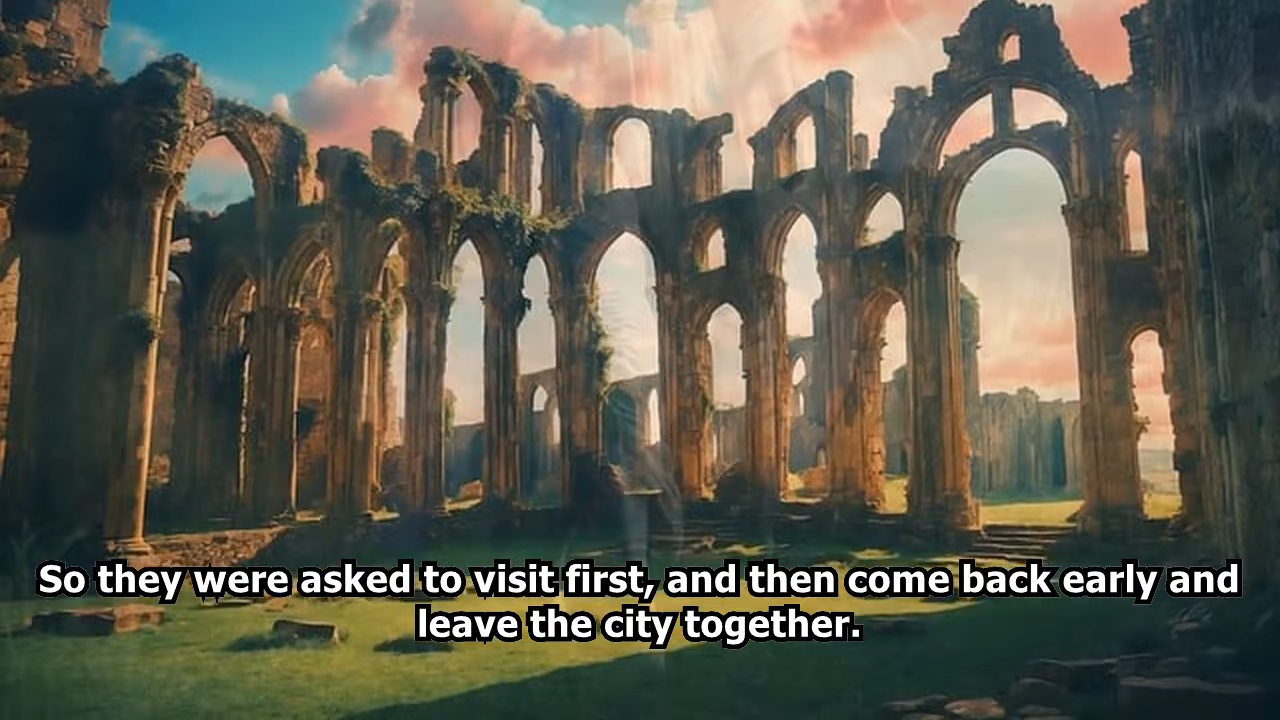 So they were asked to visit first, and then come back early and
leave the city together.